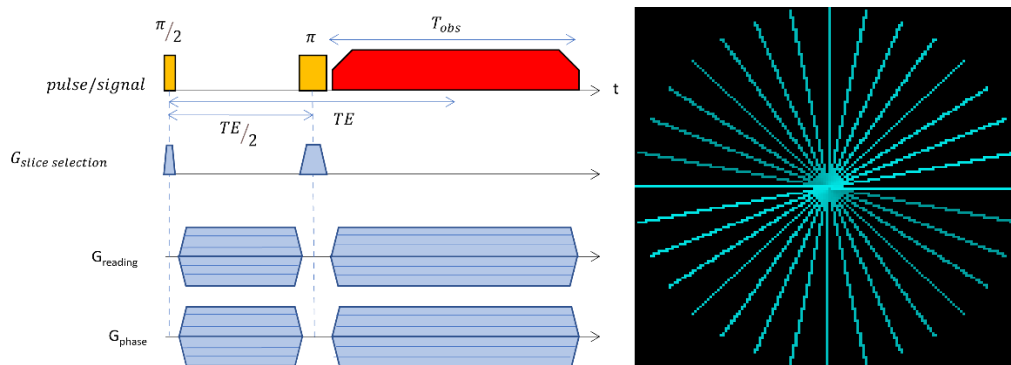 π/2
π
T_obs
pulse/signal
t
TE/2
TE
G_slice selection
G_reading
G_phase